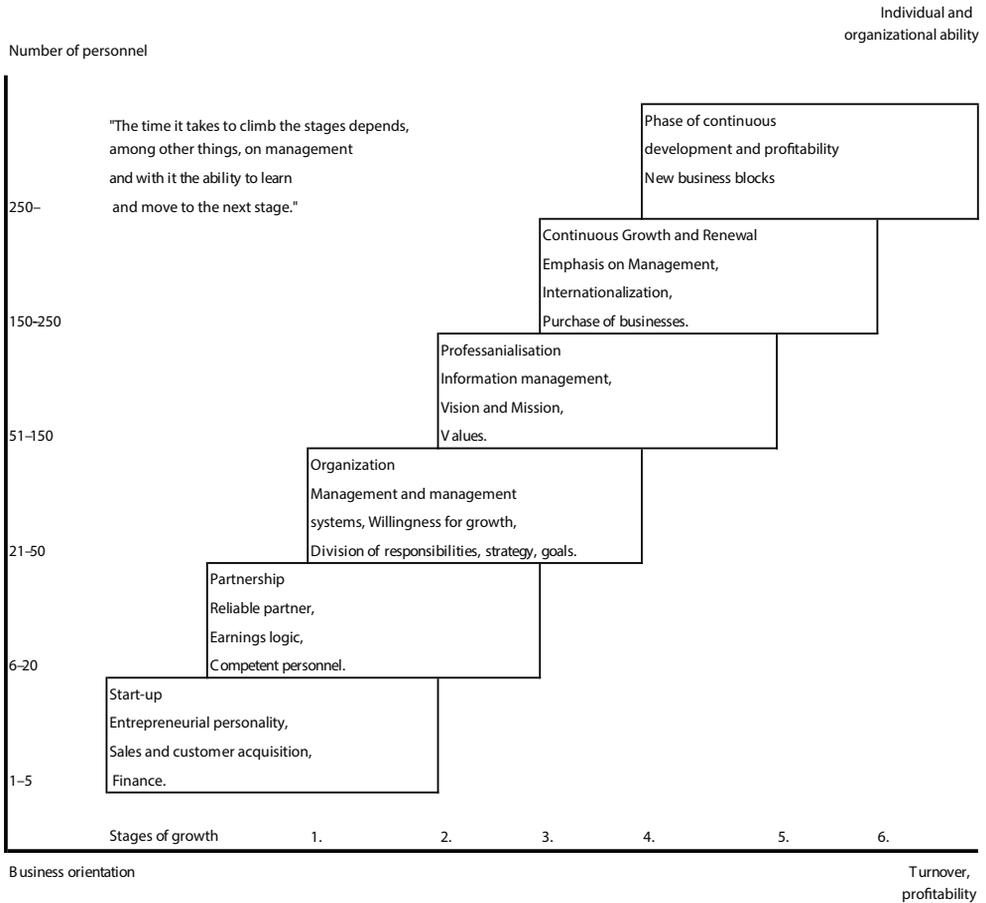 Individual and
organizational ability
Number of personnel
"The time it takes to climb the stages depends,
among other things, on management
and with it the ability to learn
and move to the next stage."
Phase of continuous
development and profitability
New business blocks
250–
Continuous Growth and Renewal
Emphasis on Management,
Internationalization,
Purchase of businesses.
150-250
Professanialisation
Information management,
Vision and Mission,
Values.
51–150
Organization
Management and management
systems, Willingness for growth,
Division of responsibilities, strategy, goals.
21–50
Partnership
Reliable partner,
Earnings logic,
Competent personnel.
6–20
Start-up
Entrepreneurial personality,
Sales and customer acquisition,
Finance.
1–5
Stages of growth 1. 2. 3. 4. 5. 6.
Business orientation
Turnover,
profitability